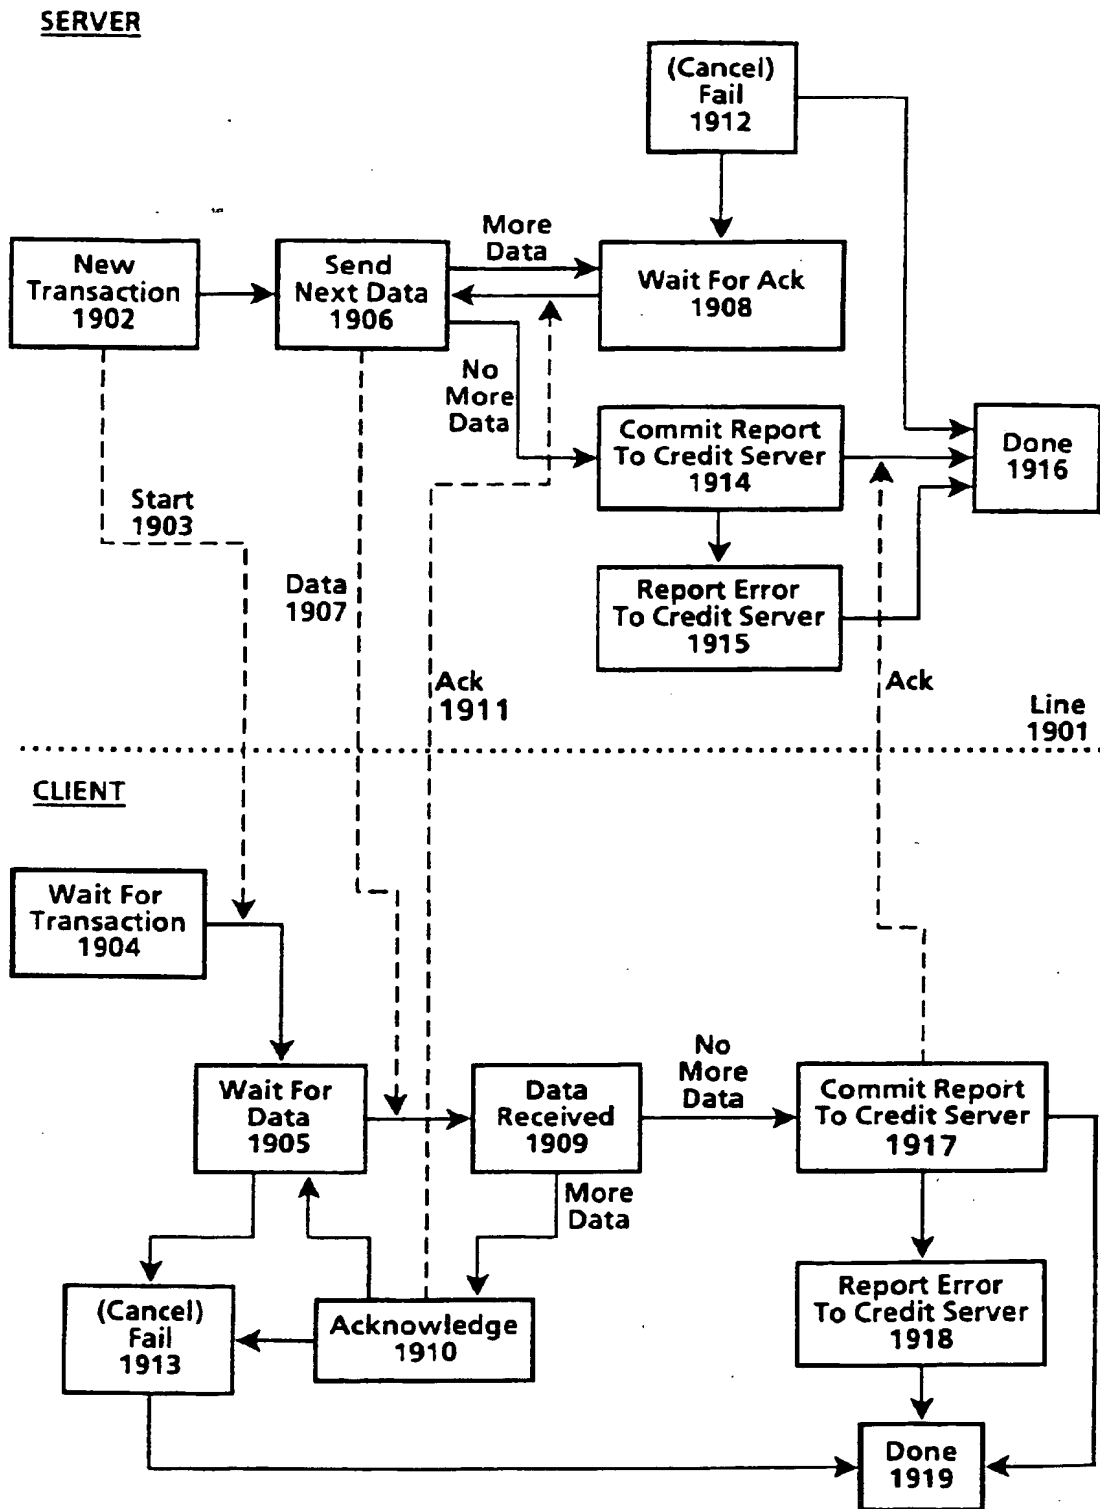 SERVER
(Cancel)
Fail
1912
New
Transaction
1902
Send
Next Data
1906
More
Data
Wait For Ack
1908
No
More
Data
Commit Report
To Credit Server
1914
Done
1916
Start
1903
Data
1907
Report Error
To Credit Server
1915
Ack
1911
Ack
Line
1901
CLIENT
Wait For
Transaction
1904
Wait For
Data
1905
Data
Received
1909
No
More
Data
Commit Report
To Credit Server
1917
More
Data
(Cancel)
Fail
1913
Acknowledge
1910
Report Error
To Credit Server
1918
Done
1919